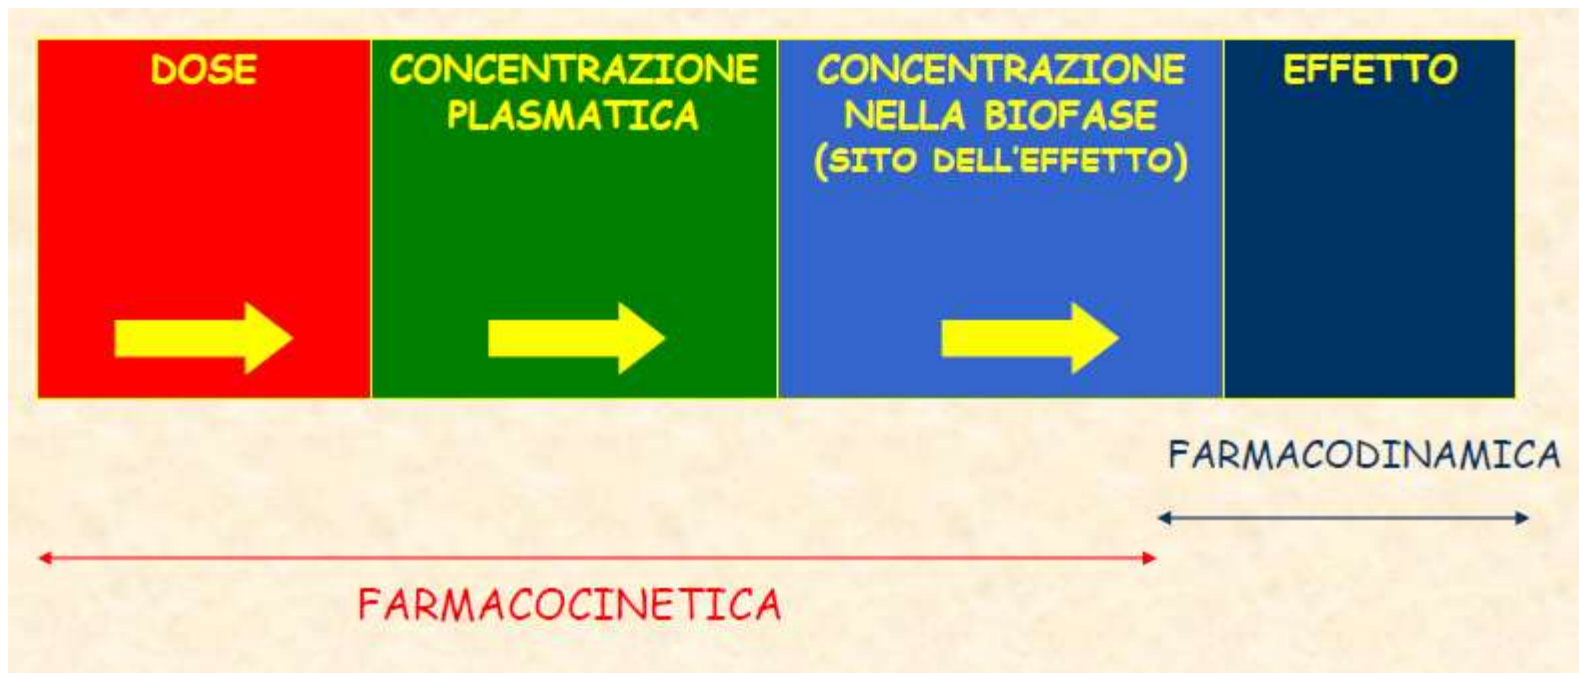 DOSE
CONCENTRAZIONE
PLASMATICA
CONCENTRAZIONE
NELLA BIOFASE
(SITO DELL'EFFETTO)
EFFETTO
FARMACODINAMICA
FARMACOCINETICA